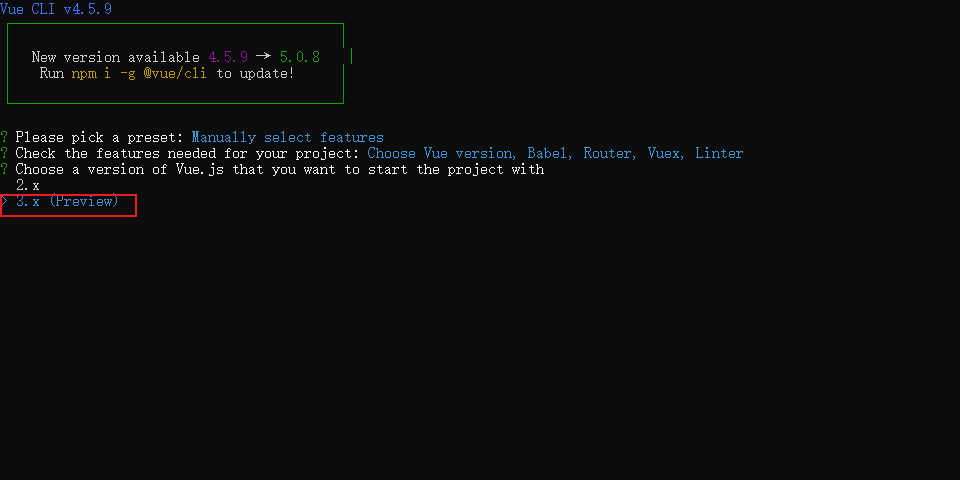 Vue CLI v4.5.9
New version available 4.5.9 → 5.0.8
Run npm i -g @vue/cli to update!
? Please pick a preset: Manually select features
? Check the features needed for your project: Choose Vue version, Babel, Router, Vuex, Linter
? Choose a version of Vue.js that you want to start the project with
2.x
> 3.x (Preview)